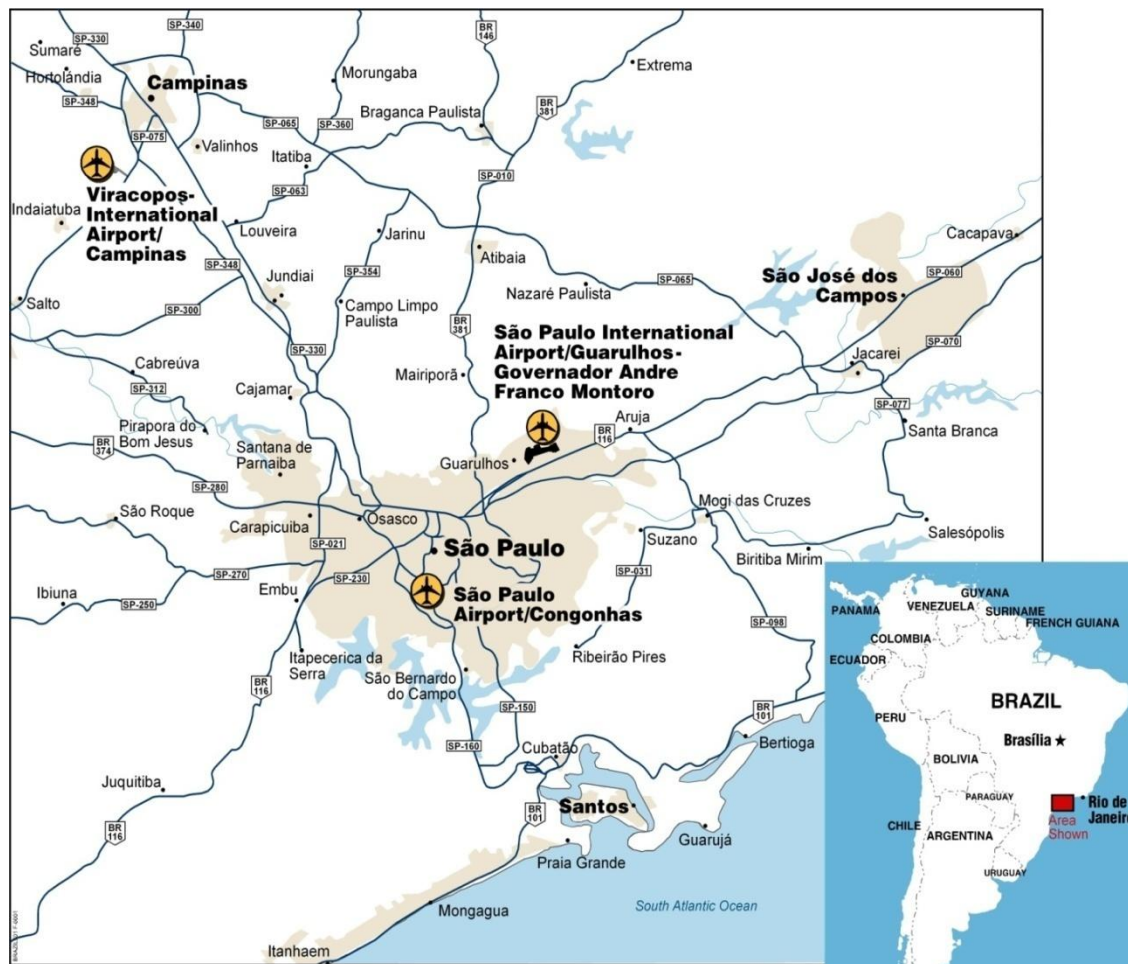 SP-330
SP-340
BR
146
Sumaré
Hortolándia
Campinas
Morungaba
Extrema
SP-348
SP-075
SP-065
SP-360
Braganca Paulista
BR
381
Valinhos
Itatiba
SP-010
Viracopos-
International
Airport/
Campinas
SP-063
Indaiatuba
Louveira
Jarinu
Atibaia
Cacapava
SP-348
Jundiai
SP-354
SP-065
São José dos
Campos
SP-060
Salto
SP-300
Campo Limpo
Paulista
Nazaré Paulista
BR
381
São Paulo International
Airport/Guarulhos-
Governador Andre
Franco Montoro
SP-330
SP-070
Cabreúva
Mairiporã
Jacarei
SP-312
Cajamar
SP-077
Pirapora do
Bom Jesus
Aruja
BR
116
Santa Branca
BR
374
Santana de
Parnaiba
Guarulhos
SP-280
Mogi das Cruzes
São Roque
Carapicuiba
Osasco
Suzano
Salesópolis
SP-021
São Paulo
Biritiba Mirim
SP-270
SP-230
SP-031
Ibiuna
SP-250
Embu
São Paulo
Airport/Congonhas
SP-098
Itapecerica da
Serra
Ribeirão Pires
São Bernardo
do Campo
BR
116
SP-150
BR
101
SP-160
Bertioga
Cubatão
Juquitiba
Santos
BR
116
BR
101
Guarujá
Praia Grande
Mongagua
South Atlantic Ocean
Itanhaem
PANAMA
VENEZUELA
GUYANA
SURINAME
FRENCH GUIANA
COLOMBIA
ECUADOR
PERU
BRAZIL
Brasília
BOLIVIA
PARAGUAY
Rio de
Janeiro
Area
Shown
CHILE
ARGENTINA
URUGUAY